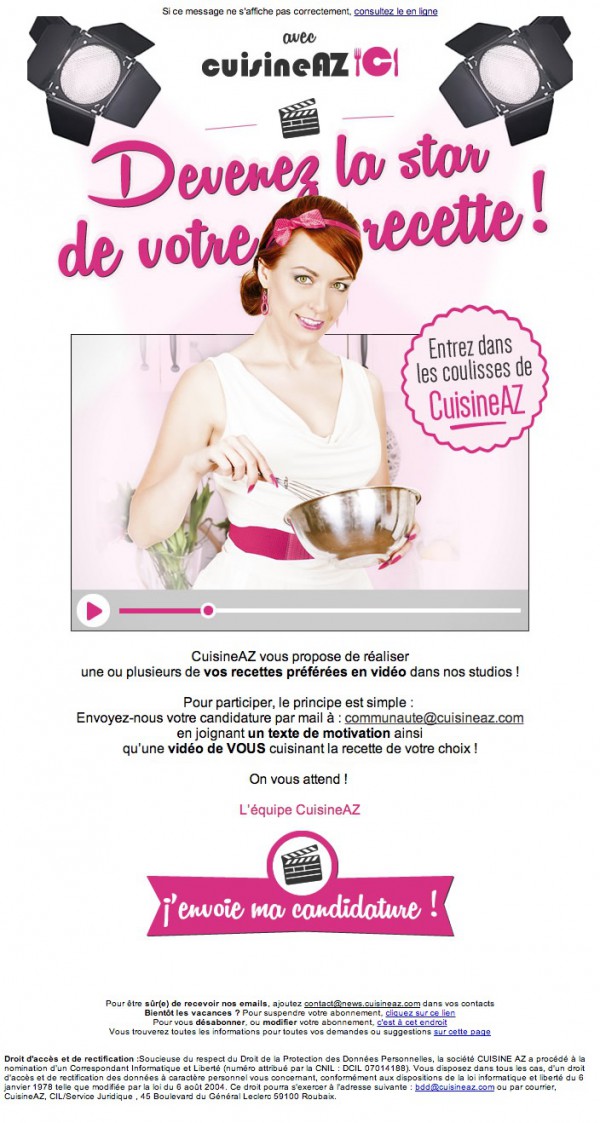 Si ce message ne s'affiche pas correctement, consultez le en ligne
avec
cuisineAZ
Devenez la star
de votre recette !
Entrez dans
les coulisses de
CuisineAZ
CuisineAZ vous propose de réaliser
une ou plusieurs de vos recettes préférées en vidéo dans nos studios !
Pour participer, le principe est simple :
Envoyez-nous votre candidature par mail à : communaute@cuisineaz.com
en joignant un texte de motivation ainsi
qu'une vidéo de VOUS cuisinant la recette de votre choix !
On vous attend !
L'équipe CuisineAZ
j'envoie ma candidature !
Pour être sûr(e) de recevoir nos emails, ajoutez contact@news.cuisineaz.com dans vos contacts
Bientôt les vacances ? Pour suspendre votre abonnement, cliquez sur ce lien
Pour vous désabonner, ou modifier votre abonnement, c'est à cet endroit
Vous trouverez toutes les informations pour toutes vos demandes ou suggestions sur cette page
Droit d'accès et de rectification :Soucieuse du respect du Droit de la Protection des Données Personnelles, la société CUISINE AZ a procédé à la
nomination d'un Correspondant Informatique et Liberté (numéro attribué par la CNIL : DCIL 07014188). Vous disposez dans tous les cas, d'un droit
d'accès et de rectification des données à caractère personnel vous concernant, conformément aux dispositions de la loi informatique et liberté du 6
janvier 1978 telle que modifiée par la loi du 6 août 2004. Ce droit pourra s'exercer à l'adresse suivante : bdd@cuisineaz.com ou par courrier,
CuisineAZ, CIL/Service Juridique , 45 Boulevard du Général Leclerc 59100 Roubaix.